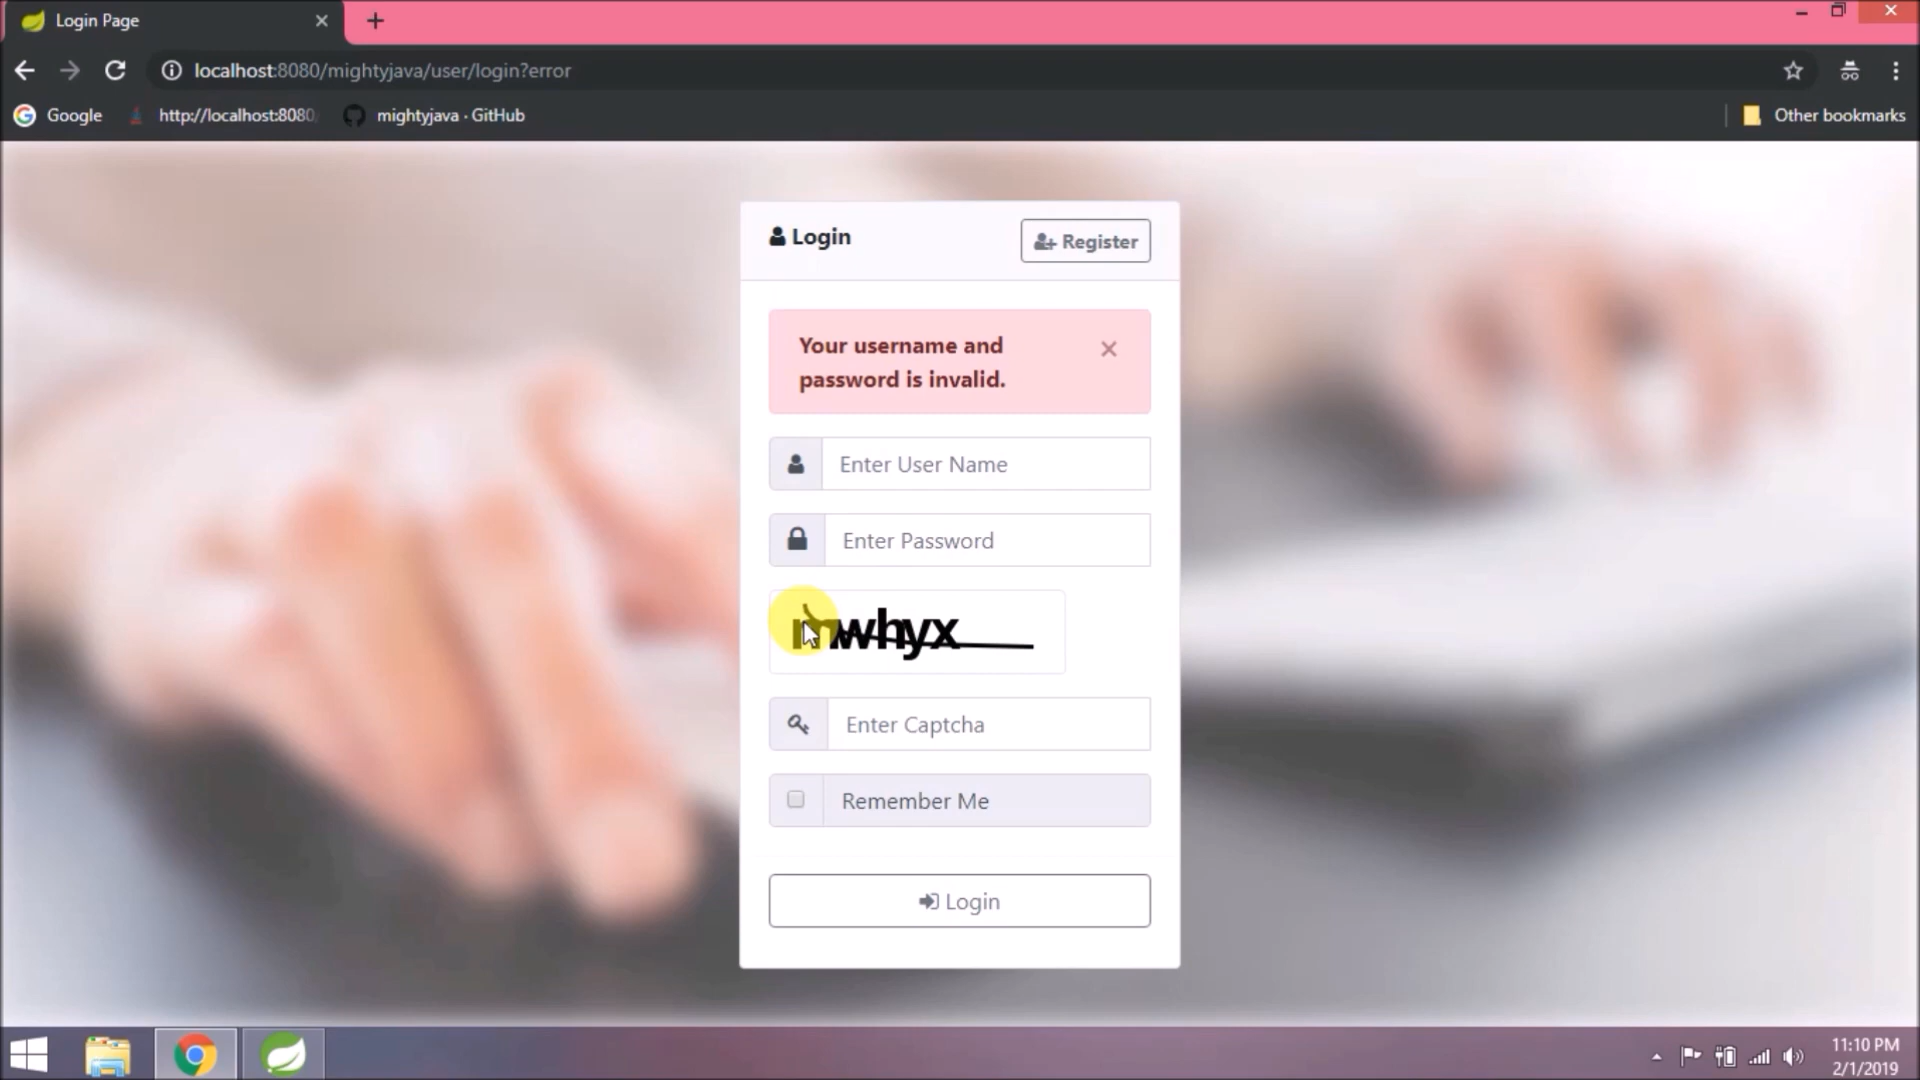 Login Page
localhost:8080/mightyjava/user/login?error
Google
http://localhost:8080
mightyjava · GitHub
Other bookmarks
Login
Register
Your username and
password is invalid.
Enter User Name
Enter Password
mwhyx
Enter Captcha
Remember Me
Login
11:10 PM
2/1/2019